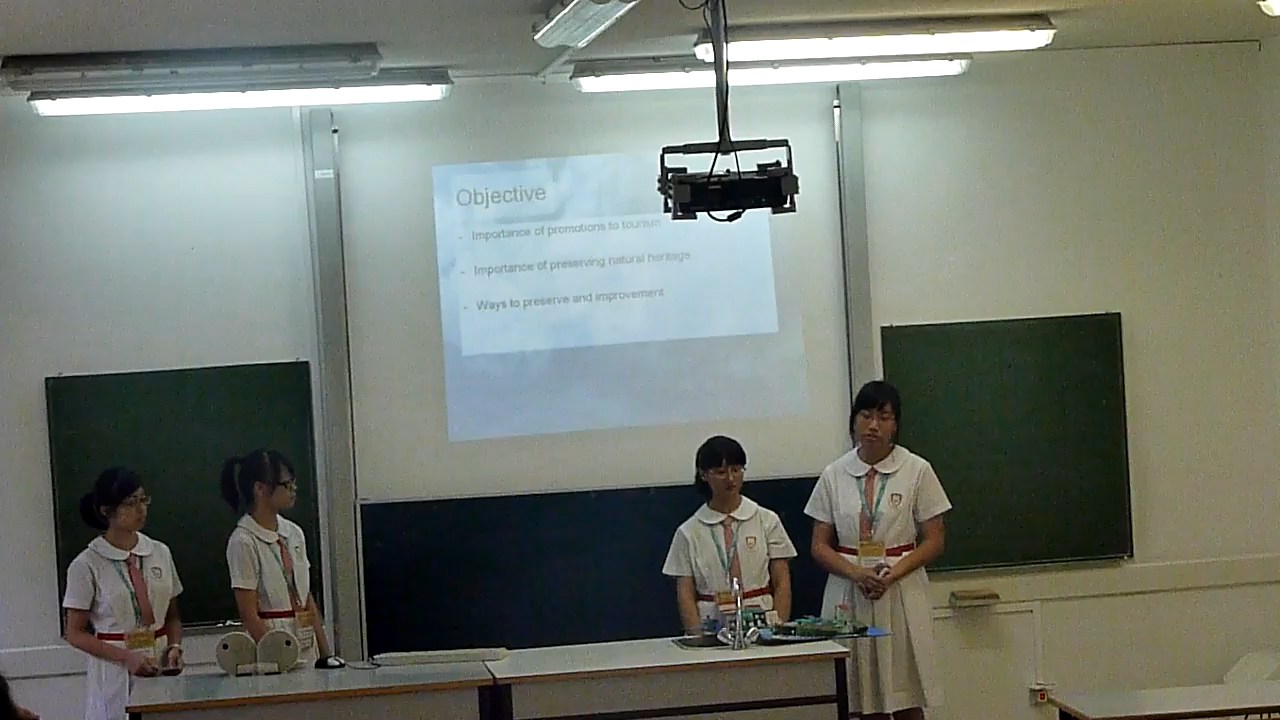 Objective
- Importance of promotions to tourism
- Importance of preserving natural heritage
- Ways to preserve and improvement